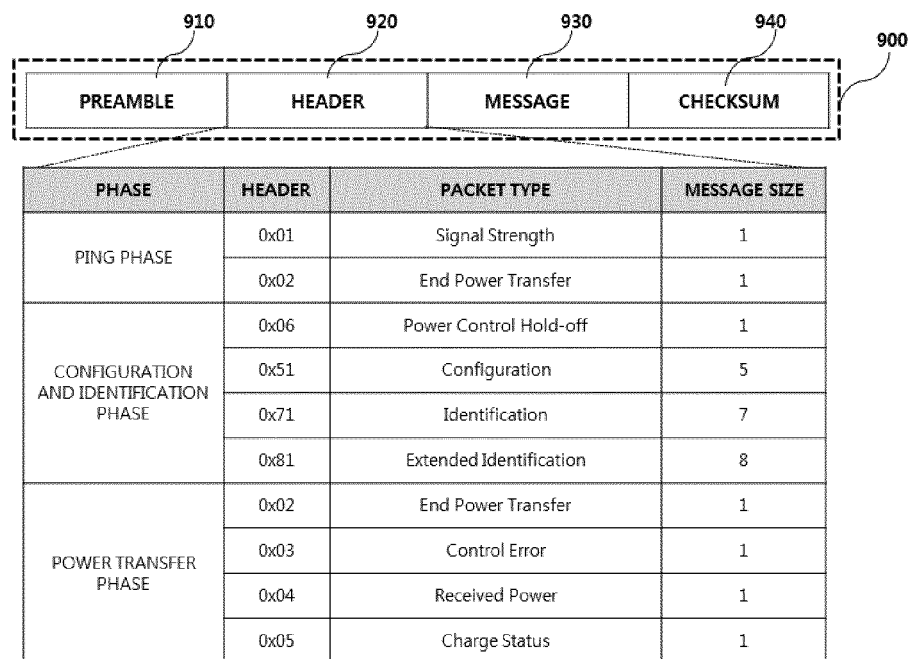 910 920 930 940
900
PREAMBLE HEADER MESSAGE CHECKSUM
PHASE HEADER PACKET TYPE MESSAGE SIZE
PING PHASE
0x01 Signal Strength 1
0x02 End Power Transfer 1
CONFIGURATION
AND IDENTIFICATION
PHASE
0x06 Power Control Hold-off 1
0x51 Configuration 5
0x71 Identification 7
0x81 Extended Identification 8
POWER TRANSFER
PHASE
0x02 End Power Transfer 1
0x03 Control Error 1
0x04 Received Power 1
0x05 Charge Status 1